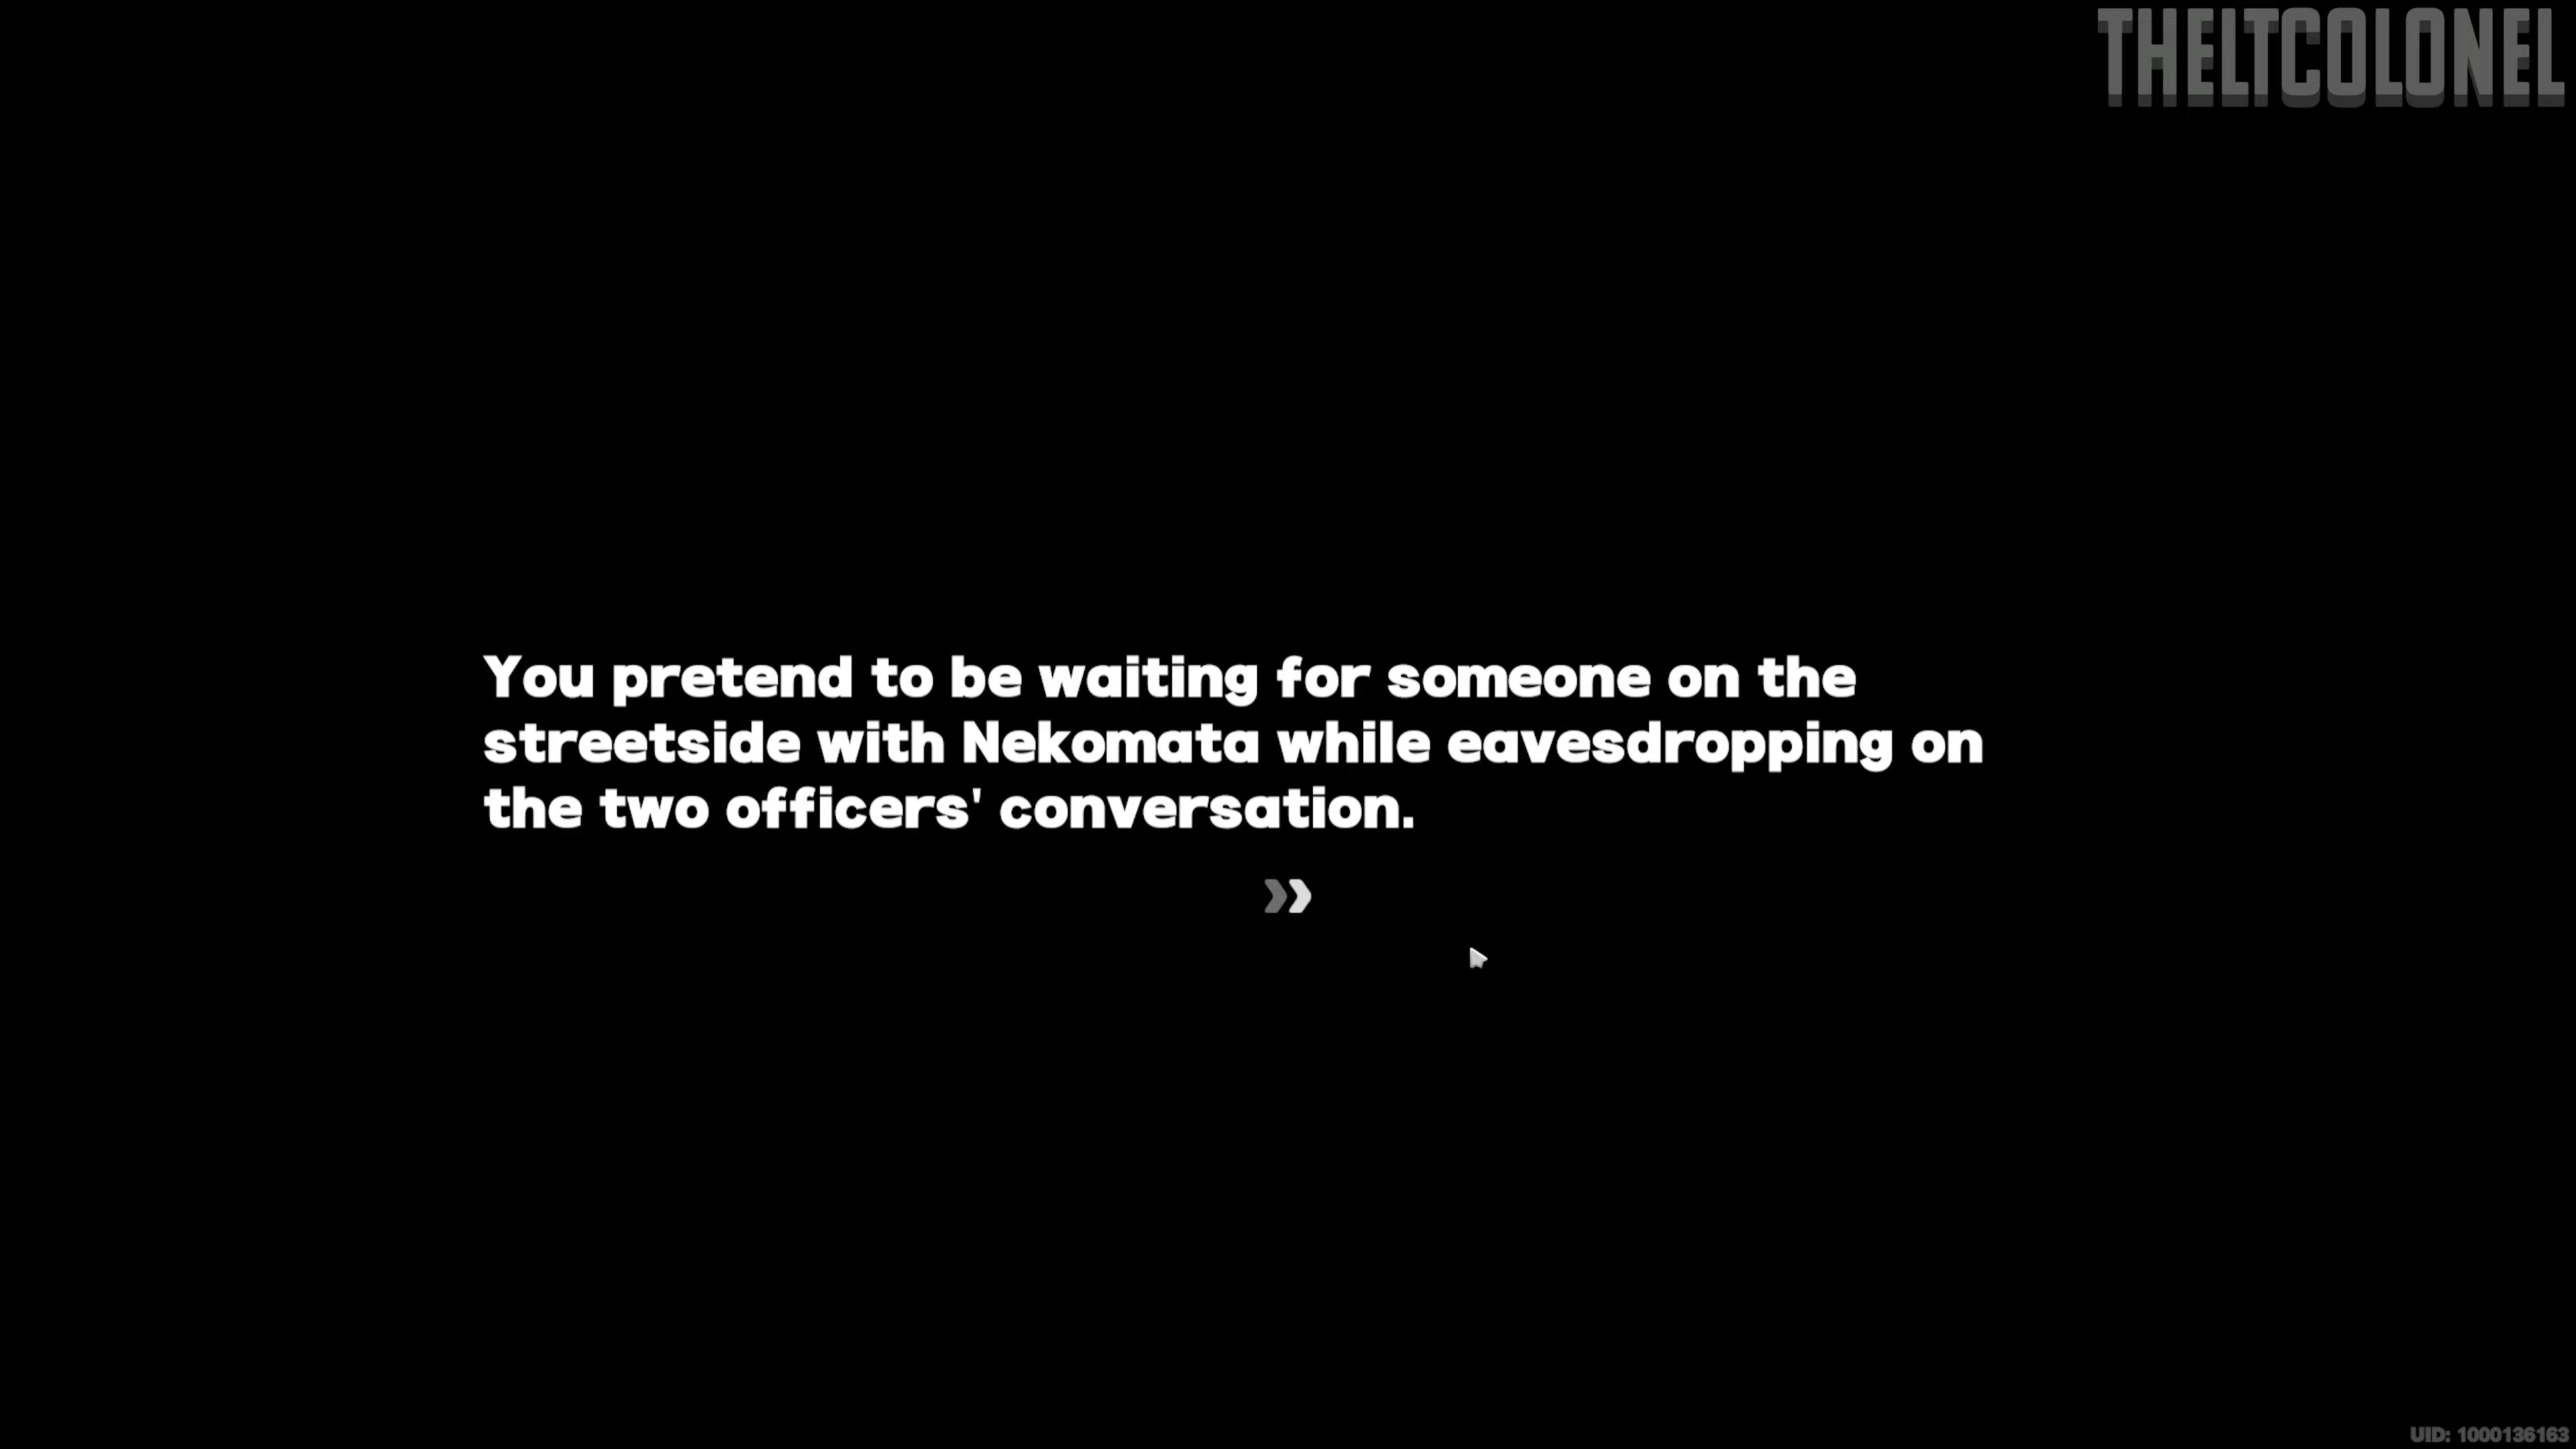 THELTCOLONEL
You pretend to be waiting for someone on the
streetside with Nekomata while eavesdropping on
the two officers' conversation.
UID: 1000136163